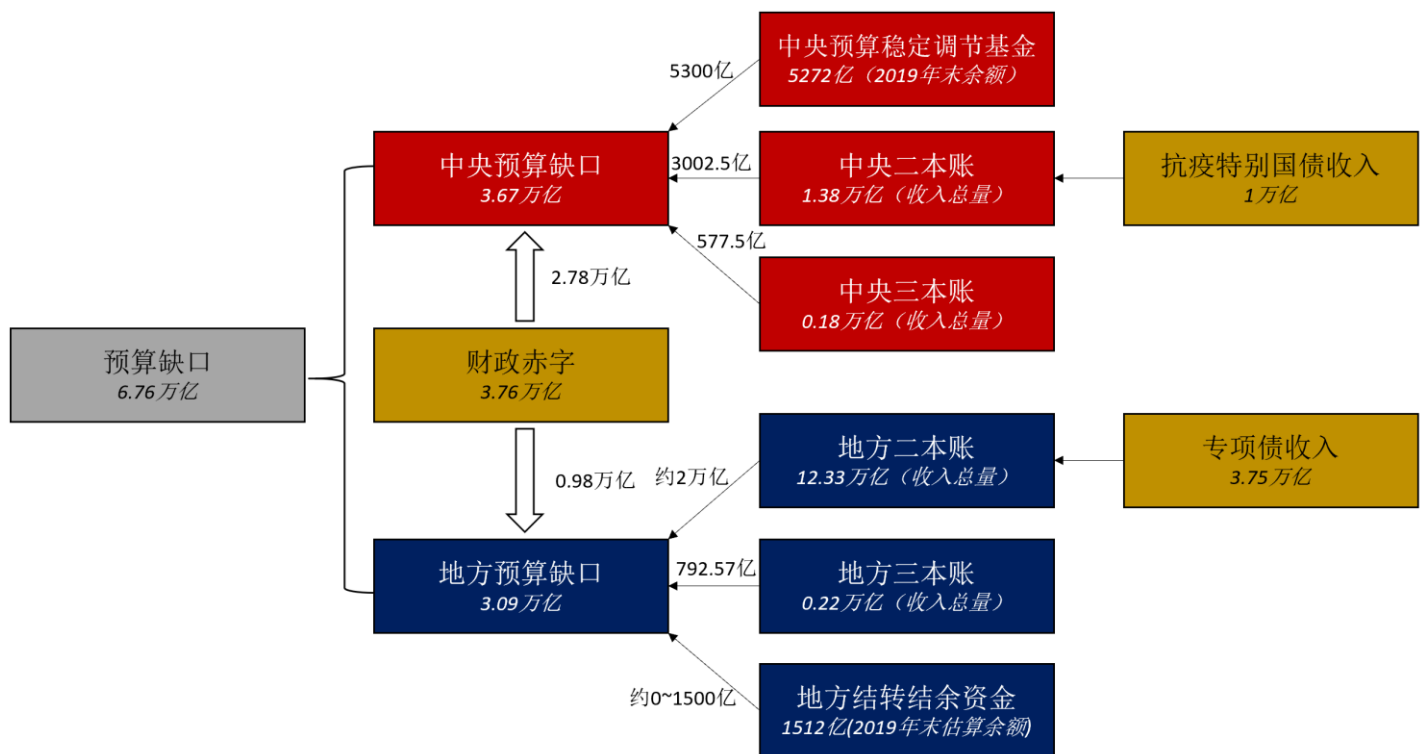 中央预算稳定调节基金
5272亿（2019年末余额）
5300亿
中央预算缺口
3.67万亿
3002.5亿
中央二本账
1.38万亿（收入总量）
抗疫特别国债收入
1万亿
577.5亿
2.78万亿
中央三本账
0.18万亿（收入总量）
预算缺口
6.76万亿
财政赤字
3.76万亿
0.98万亿
约2万亿
地方二本账
12.33万亿（收入总量）
专项债收入
3.75万亿
地方预算缺口
3.09万亿
792.57亿
地方三本账
0.22万亿（收入总量）
约0~1500亿
地方结转结余资金
1512亿(2019年末估算余额)